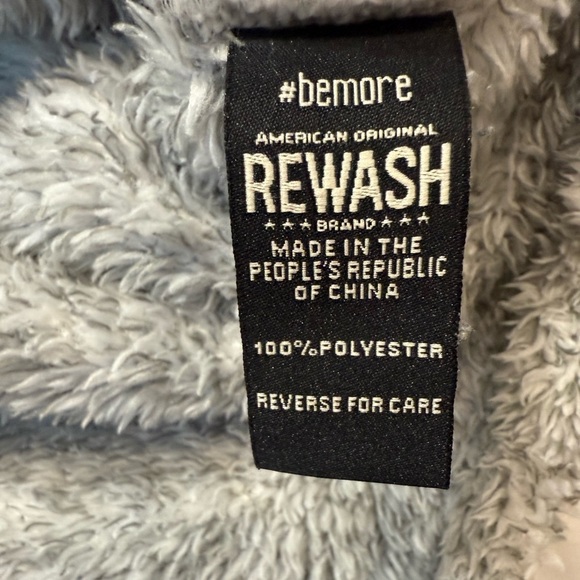 #bemore
AMERICAN ORIGINAL
REWASH
★★★ BRAND ★★★
MADE IN THE
PEOPLE'S REPUBLIC
OF CHINA
100%POLYESTER
REVERSE FOR CARE